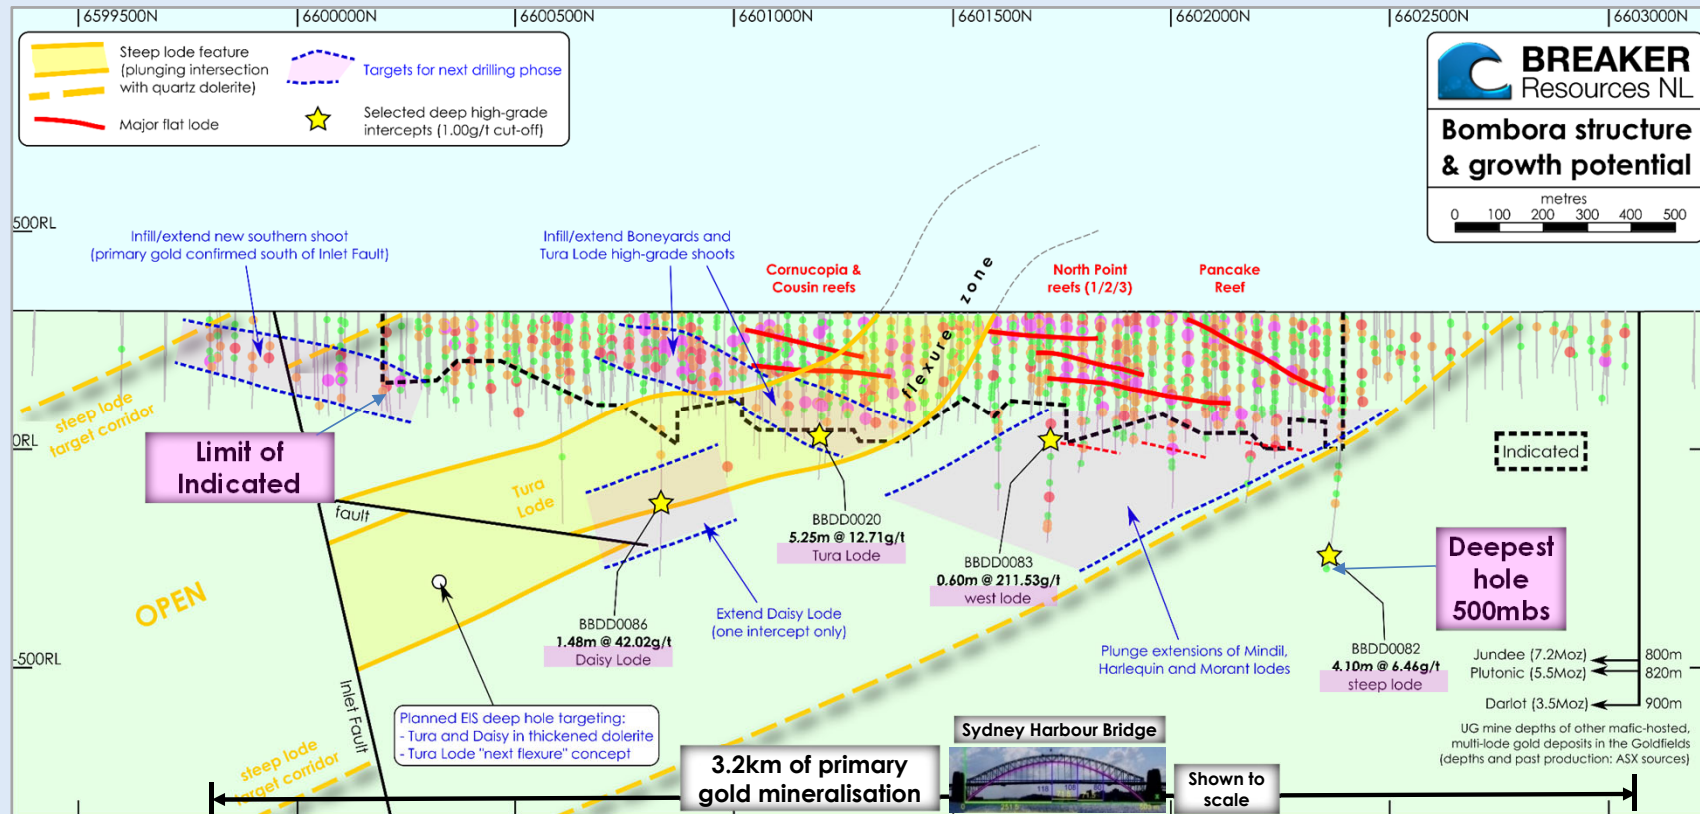 6599500N
6600000N
6600500N
6601000N
6601500N
6602000N
6602500N
6603000N
Steep lode feature
(plunging intersection
with quartz dolerite)
Major flat lode
Targets for next drilling phase
Selected deep high-grade
intercepts (1.00g/t cut-off)
BREAKER
Resources NL
Bombora structure
& growth potential
metres
0 100 200 300 400 500
500RL
Infill/extend new southern shoot
(primary gold confirmed south of Inlet Fault)
Infill/extend Boneyards and
Tura Lode high-grade shoots
Cornucopia &
Cousin reefs
flexure zone
North Point
reefs (1/2/3)
Pancake
Reef
steep lode
target corridor
0RL
Limit of
Indicated
Indicated
Tura
Lode
fault
OPEN
BBDD0020
5.25m @ 12.71g/t
Tura Lode
BBDD0083
0.60m @ 211.53g/t
west lode
Deepest
hole
500mbs
BBDD0086
1.48m @ 42.02g/t
Daisy Lode
Extend Daisy Lode
(one intercept only)
Plunge extensions of Mindil,
Harlequin and Morant lodes
BBDD0082
4.10m @ 6.46g/t
steep lode
-500RL
Jundee (7.2Moz) 800m
Plutonic (5.5Moz) 820m
Darlot (3.5Moz) 900m
UG mine depths of other mafic-hosted,
multi-lode gold deposits in the Goldfields
(depths and past production: ASX sources)
Inlet Fault
Planned EIS deep hole targeting:
- Tura and Daisy in thickened dolerite
- Tura Lode "next flexure" concept
steep lode
target corridor
3.2km of primary
gold mineralisation
Sydney Harbour Bridge
Shown to
scale